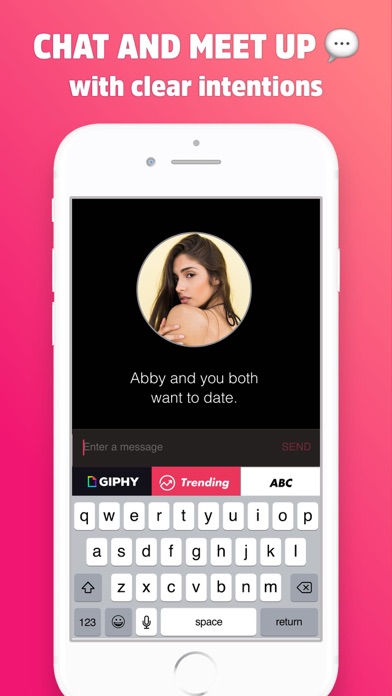 CHAT AND MEET UP 💬
with clear intentions
Abby and you both
want to date.
Enter a message SEND
GIPHY Trending ABC
q w e r t y u i o p
a s d f g h j k l
z x c v b n m
123 space return